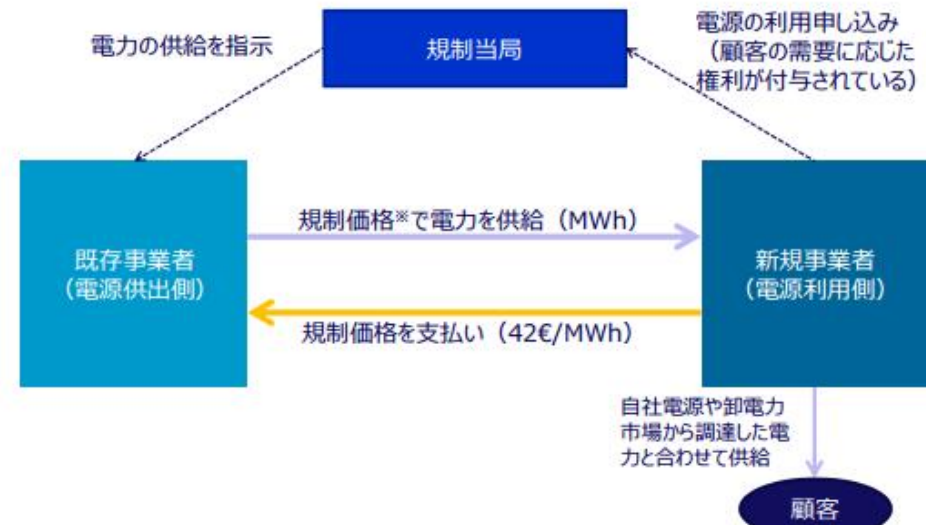 電力の供給を指示
規制当局
電源の利用申し込み
（顧客の需要に応じた
権利が付与されている）
既存事業者
（電源供出側）
規制価格※で電力を供給（MWh）
規制価格を支払い（42€/MWh）
新規事業者
（電源利用側）
自社電源や卸電力
市場から調達した電
力と合わせて供給
顧客